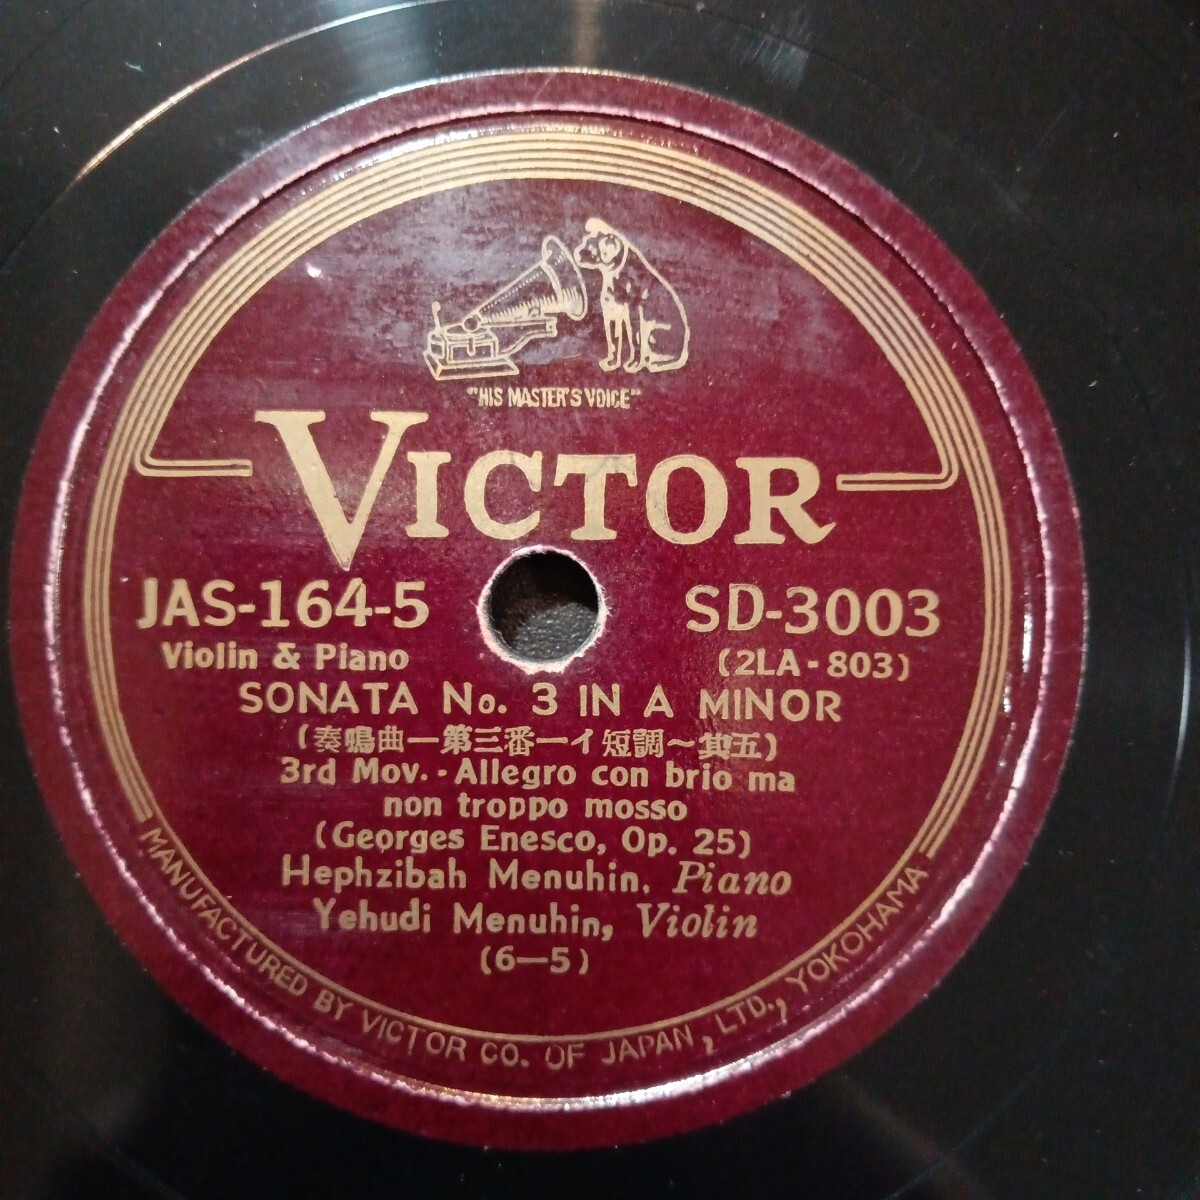 "HIS MASTER'S VOICE"
VICTOR
JAS-164-5
SD-3003
Violin & Piano
(2LA-803)
SONATA No. 3 IN A MINOR
(奏鳴曲—第三番—イ短調〜其五)
3rd Mov. - Allegro con brio ma
non troppo mosso
(Georges Enesco, Op. 25)
Hephzibah Menuhin, Piano
Yehudi Menuhin, Violin
(6—5)
MANUFACTURED BY VICTOR CO. OF JAPAN, LTD., YOKOHAMA